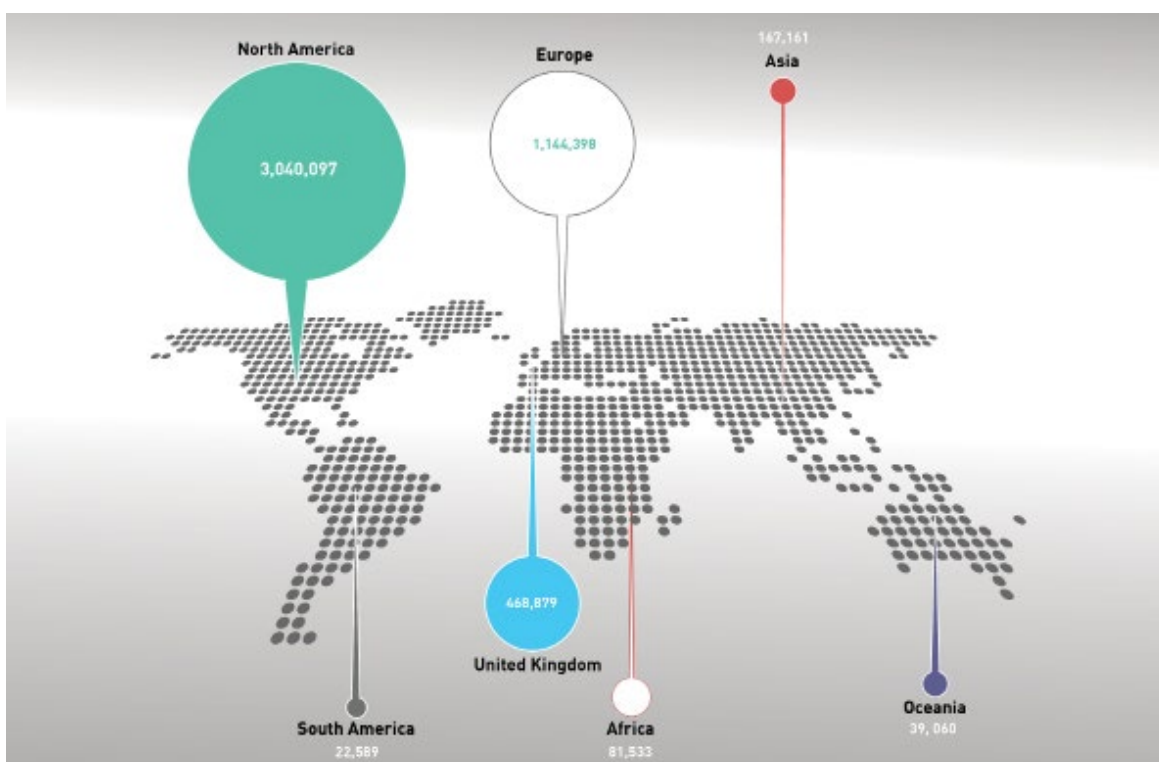 North America
3,040,097
Europe
1,144,398
167,161
Asia
468,879
United Kingdom
South America
22,589
Africa
81,533
Oceania
39, 060